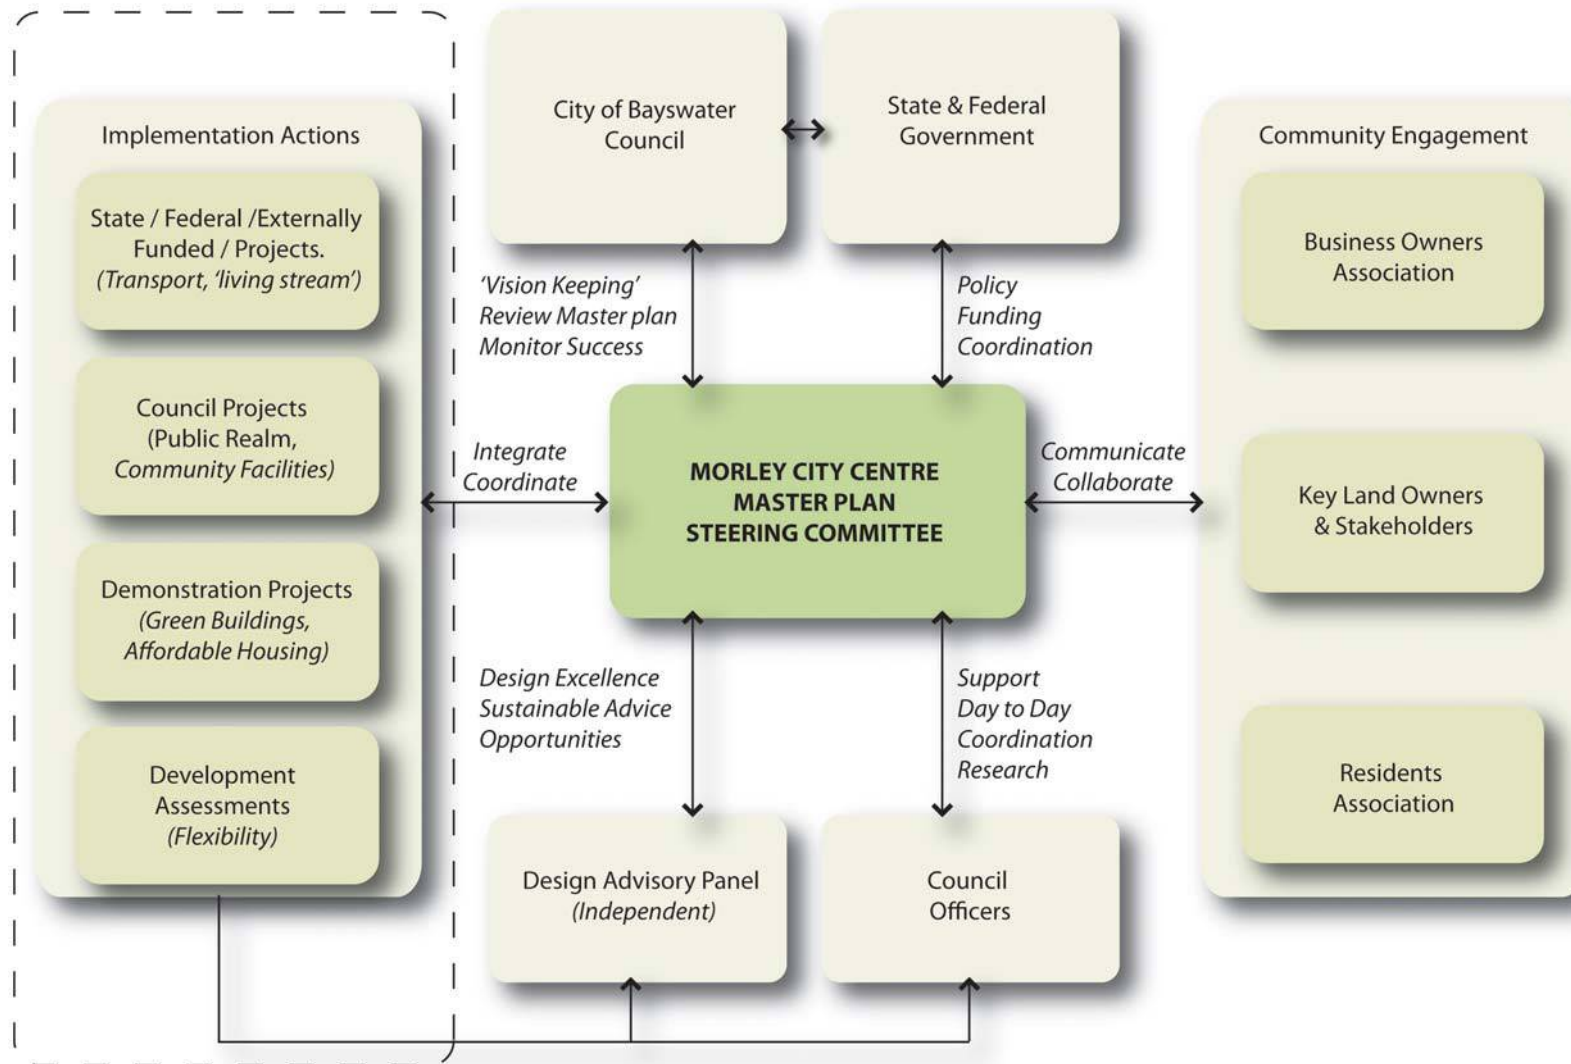 Implementation Actions
State / Federal /Externally
Funded / Projects.
(Transport, ‘living stream’)
Council Projects
(Public Realm,
Community Facilities)
Demonstration Projects
(Green Buildings,
Affordable Housing)
Development
Assessments
(Flexibility)
City of Bayswater
Council
State & Federal
Government
‘Vision Keeping’
Review Master plan
Monitor Success
Policy
Funding
Coordination
Integrate
Coordinate
MORLEY CITY CENTRE
MASTER PLAN
STEERING COMMITTEE
Communicate
Collaborate
Design Excellence
Sustainable Advice
Opportunities
Support
Day to Day
Coordination
Research
Design Advisory Panel
(Independent)
Council
Officers
Community Engagement
Business Owners
Association
Key Land Owners
& Stakeholders
Residents
Association